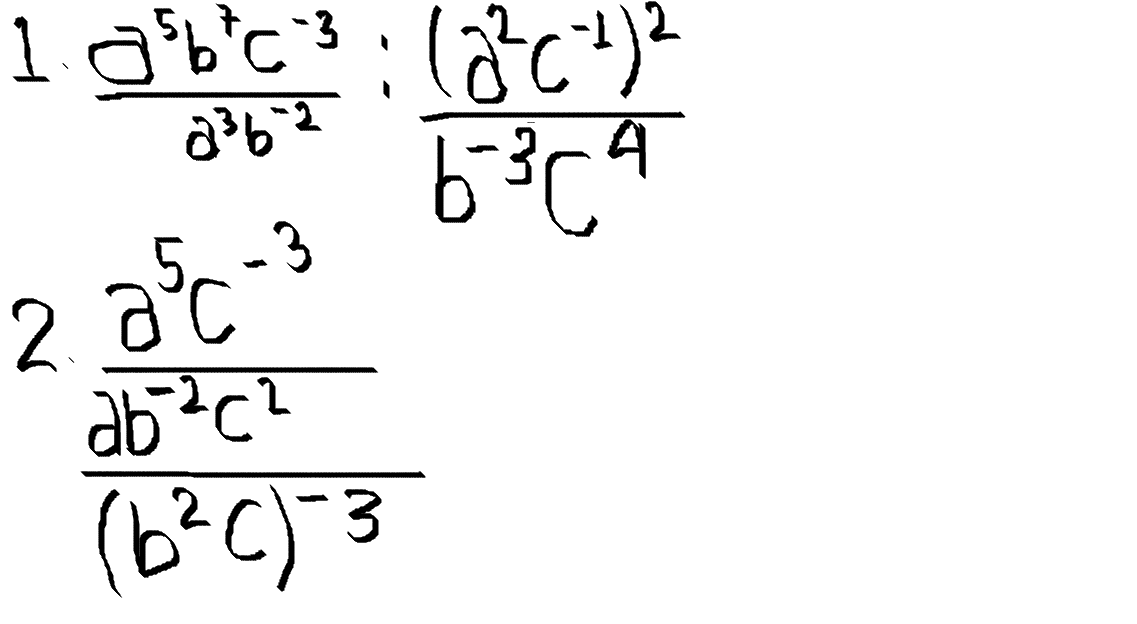 1. a⁵b⁷c⁻³ : (a²c⁻¹)²
a³b⁻² b⁻³c⁴
2. a⁵c⁻³
ab⁻²c²
(b²c)⁻³